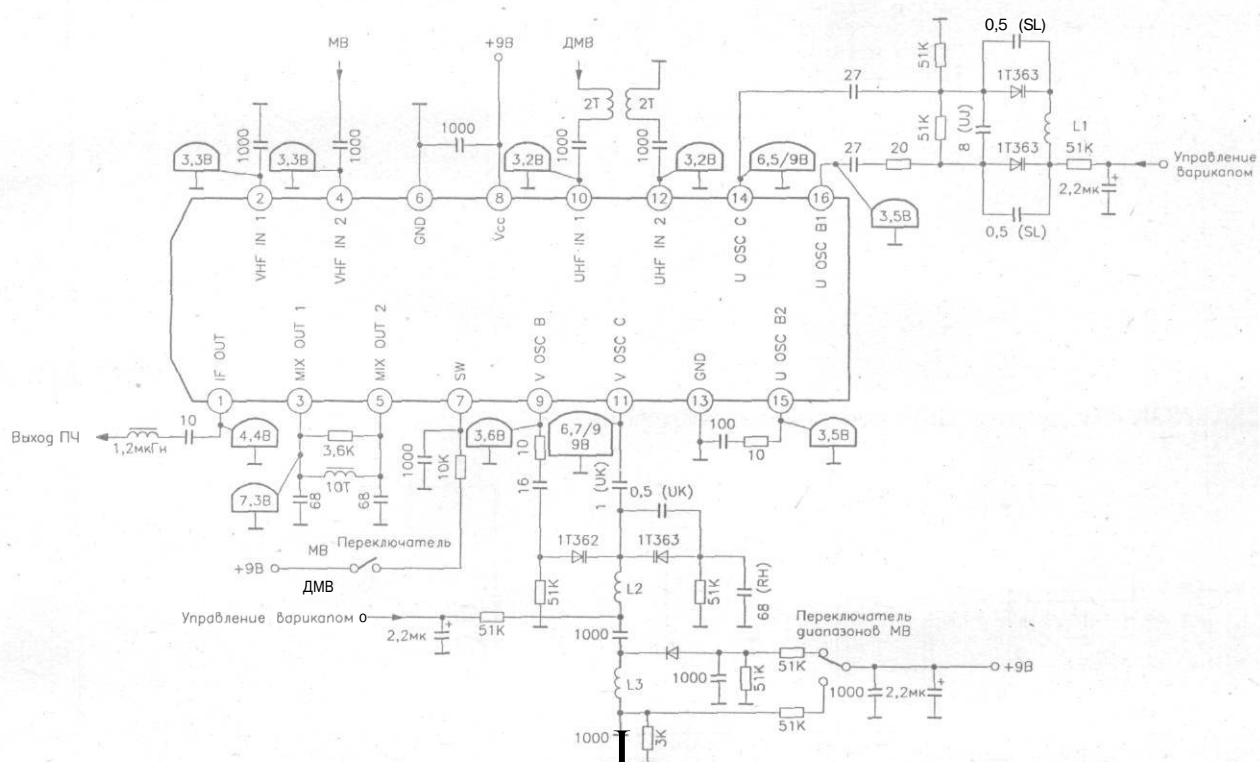 0,5 (SL)
МВ
+9В
ДМВ
51К
1Т363
2Т
2Т
27
1000
1000
1000
1000
1000
51К
8 (UJ)
L1
51К
1Т363
27
20
Управление
варикапом
2,2мк
3,3В
3,3В
3,2В
3,2В
6,5/9В
3,5В
0,5 (SL)
2
4
6
8
10
12
14
16
VHF IN 1
VHF IN 2
GND
Vcc
UHF IN 1
UHF IN 2
U OSC C
U OSC B1
IF OUT
MIX OUT 1
MIX OUT 2
SW
V OSC B
V OSC C
GND
U OSC B2
1
3
5
7
9
11
13
15
Выход ПЧ
1,2мкГн
10
4,4В
3,6К
10Т
7,3В
68
68
1000
10К
3,6В
10
16
6,7/9
9В
1 (UK)
0,5 (UK)
100
10
3,5В
1Т362
1Т363
МВ
Переключатель
+9В
ДМВ
51К
L2
51К
68 (RH)
Управление варикапом о
2,2мк
51К
1000
Переключатель
диапазонов МВ
51К
+9В
L3
1000
51К
1000
2,2мк
51К
1000
3К